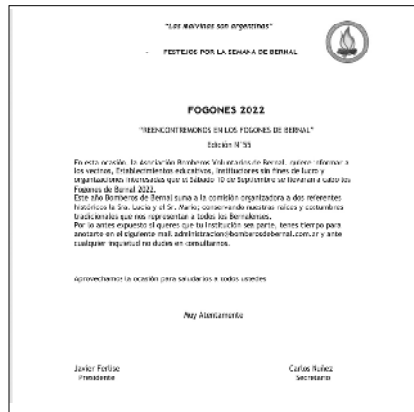 "Las malvinas son argentinas"
- FESTEJOS POR LA SEMANA DE BERNAL
FOGONES 2022
"REENCONTREMONOS EN LOS FOGONES DE BERNAL"
Edición N°55
En esta ocasión, la Asociación Bomberos Voluntarios de Bernal, quiere informar a
los vecinos, Establecimientos educativos, Instituciones sin fines de lucro y
organizaciones interesadas que el Sábado 10 de Septiembre se llevaran a cabo los
Fogones de Bernal 2022.
Este año Bomberos de Bernal suma a la comisión organizadora a dos referentes
históricos la Sra. Lucia y el Sr. Mario; conservando nuestras raíces y costumbres
tradicionales que nos representan a todos los Bernalenses.
Por lo antes expuesto si queres que tu institución sea parte, tenes tiempo para
anotarte en el siguiente mail administracion@bomberosdebernal.com.ar y ante
cualquier inquietud no dudes en consultarnos.
Aprovechamos la ocasión para saludarlos a todos ustedes
Muy Atentamente
Javier Ferlise Carlos Nuñez
Presidente Secretario